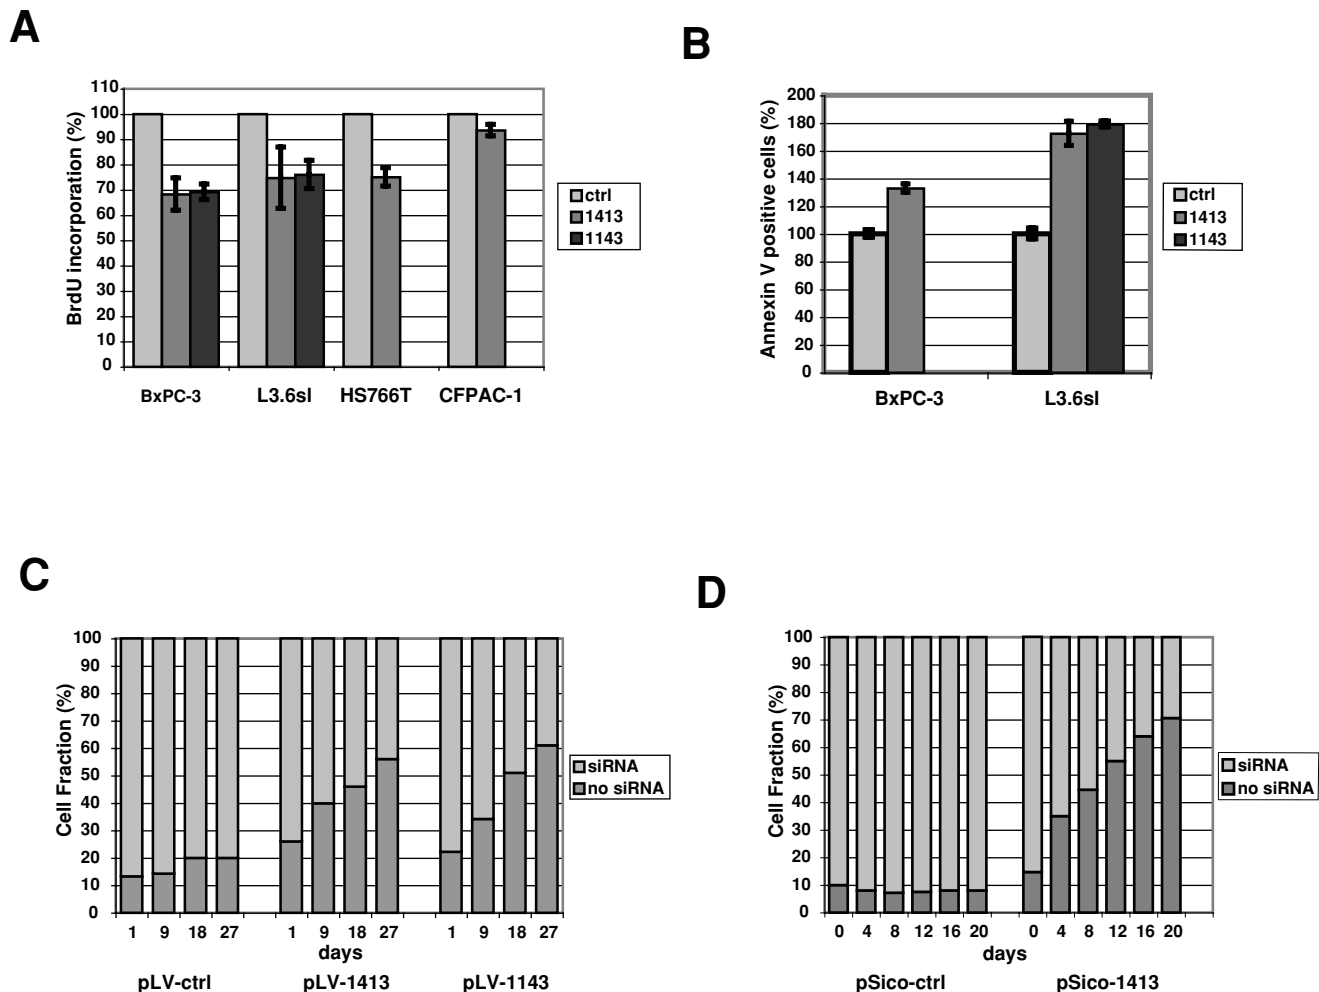 A
BrdU incorporation (%)
110
100
90
80
70
60
50
40
30
20
10
0
BxPC-3 L3.6sl HS766T CFPAC-1
ctrl
1413
1143
B
Annexin V positive cells (%)
200
180
160
140
120
100
80
60
40
20
0
BxPC-3 L3.6sl
ctrl
1413
1143
C
Cell Fraction (%)
100
90
80
70
60
50
40
30
20
10
0
1 9 18 27 1 9 18 27 1 9 18 27
days
pLV-ctrl pLV-1413 pLV-1143
siRNA
no siRNA
D
Cell Fraction (%)
100
90
80
70
60
50
40
30
20
10
0
0 4 8 12 16 20 0 4 8 12 16 20
days
pSico-ctrl pSico-1413
siRNA
no siRNA